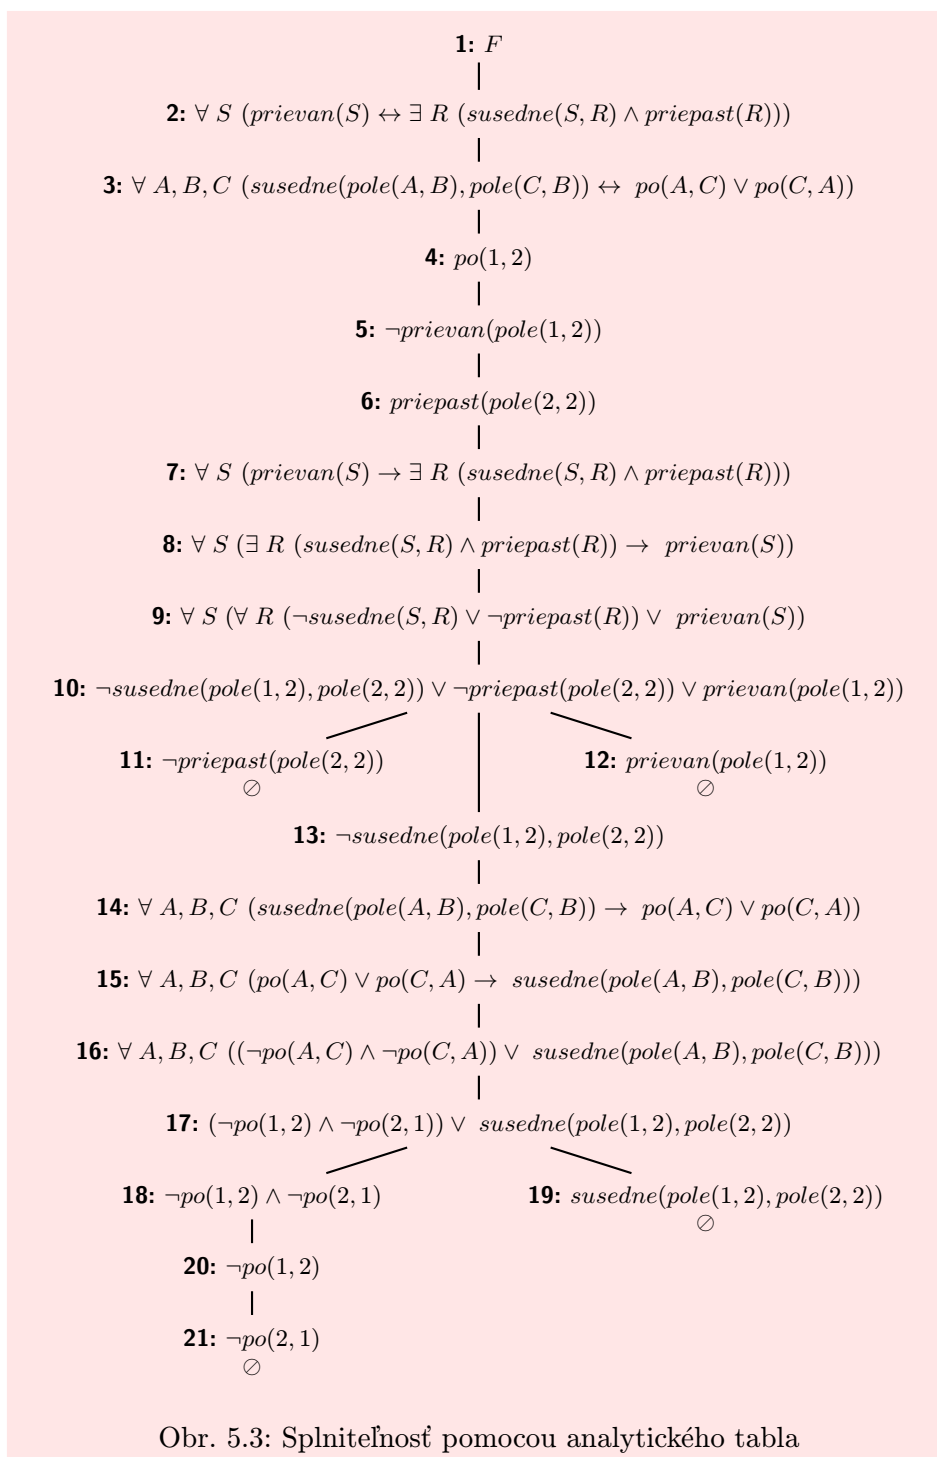 1: F
2: ∀ S (prievan(S) ↔ ∃ R (susedne(S, R) ∧ priepast(R)))
3: ∀ A, B, C (susedne(pole(A, B), pole(C, B)) ↔ po(A, C) ∨ po(C, A))
4: po(1, 2)
5: ¬prievan(pole(1, 2))
6: priepast(pole(2, 2))
7: ∀ S (prievan(S) → ∃ R (susedne(S, R) ∧ priepast(R)))
8: ∀ S (∃ R (susedne(S, R) ∧ priepast(R)) → prievan(S))
9: ∀ S (∀ R (¬susedne(S, R) ∨ ¬priepast(R)) ∨ prievan(S))
10: ¬susedne(pole(1, 2), pole(2, 2)) ∨ ¬priepast(pole(2, 2)) ∨ prievan(pole(1, 2))
11: ¬priepast(pole(2, 2))
⊘
12: prievan(pole(1, 2))
⊘
13: ¬susedne(pole(1, 2), pole(2, 2))
14: ∀ A, B, C (susedne(pole(A, B), pole(C, B)) → po(A, C) ∨ po(C, A))
15: ∀ A, B, C (po(A, C) ∨ po(C, A) → susedne(pole(A, B), pole(C, B)))
16: ∀ A, B, C ((¬po(A, C) ∧ ¬po(C, A)) ∨ susedne(pole(A, B), pole(C, B)))
17: (¬po(1, 2) ∧ ¬po(2, 1)) ∨ susedne(pole(1, 2), pole(2, 2))
18: ¬po(1, 2) ∧ ¬po(2, 1)
19: susedne(pole(1, 2), pole(2, 2))
⊘
20: ¬po(1, 2)
21: ¬po(2, 1)
⊘
Obr. 5.3: Splniteľnosť pomocou analytického tabla